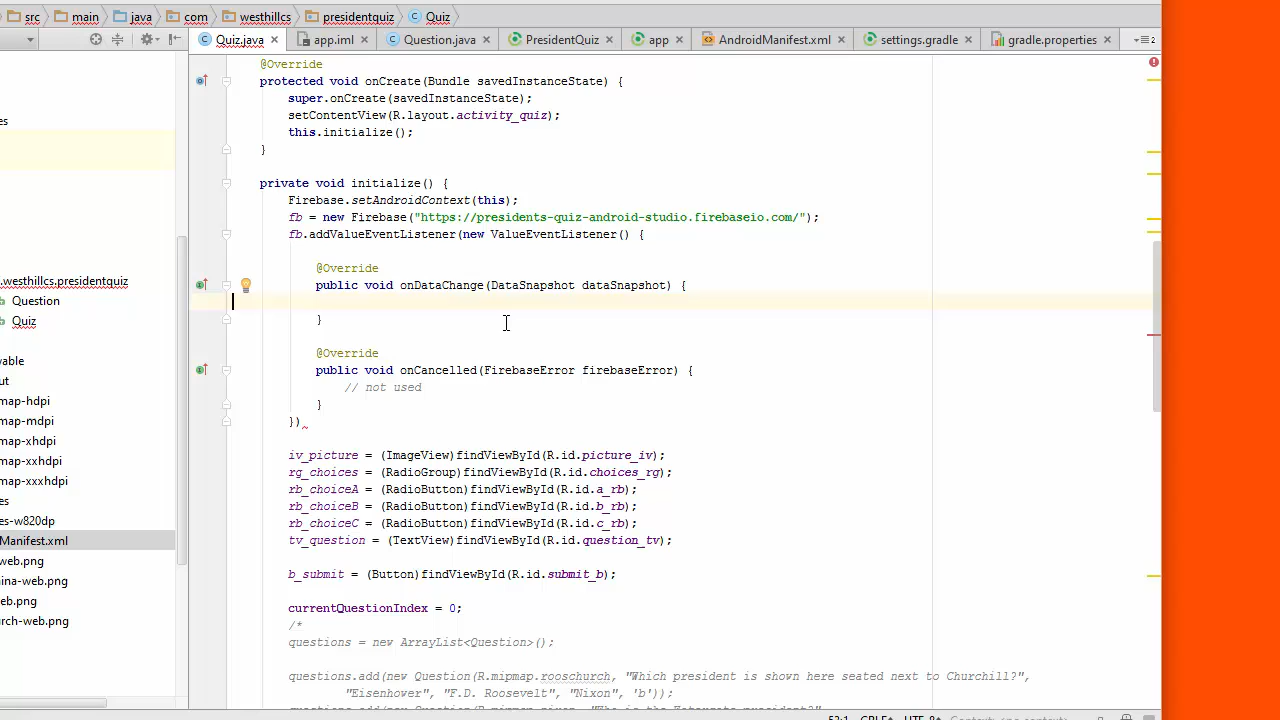 src main java com westhillcs presidentquiz Quiz
Quiz.java app.iml Question.java PresidentQuiz app AndroidManifest.xml settings.gradle gradle.properties
@Override
protected void onCreate(Bundle savedInstanceState) {
super.onCreate(savedInstanceState);
setContentView(R.layout.activity_quiz);
this.initialize();
}
private void initialize() {
Firebase.setAndroidContext(this);
fb = new Firebase("https://presidents-quiz-android-studio.firebaseio.com/");
fb.addValueEventListener(new ValueEventListener() {
@Override
public void onDataChange(DataSnapshot dataSnapshot) {
}
@Override
public void onCancelled(FirebaseError firebaseError) {
// not used
}
})
iv_picture = (ImageView)findViewById(R.id.picture_iv);
rg_choices = (RadioGroup)findViewById(R.id.choices_rg);
rb_choiceA = (RadioButton)findViewById(R.id.a_rb);
rb_choiceB = (RadioButton)findViewById(R.id.b_rb);
rb_choiceC = (RadioButton)findViewById(R.id.c_rb);
tv_question = (TextView)findViewById(R.id.question_tv);
b_submit = (Button)findViewById(R.id.submit_b);
currentQuestionIndex = 0;
/*
questions = new ArrayList<Question>();
questions.add(new Question(R.mipmap.rooschurch, "Which president is shown here seated next to Churchill?",
"Eisenhower", "F.D. Roosevelt", "Nixon", 'b'));
es
.westhillcs.presidentquiz
Question
Quiz
able
ut
map-hdpi
map-mdpi
map-xhdpi
map-xxhdpi
map-xxxhdpi
es
es-w820dp
Manifest.xml
web.png
ina-web.png
eb.png
rch-web.png